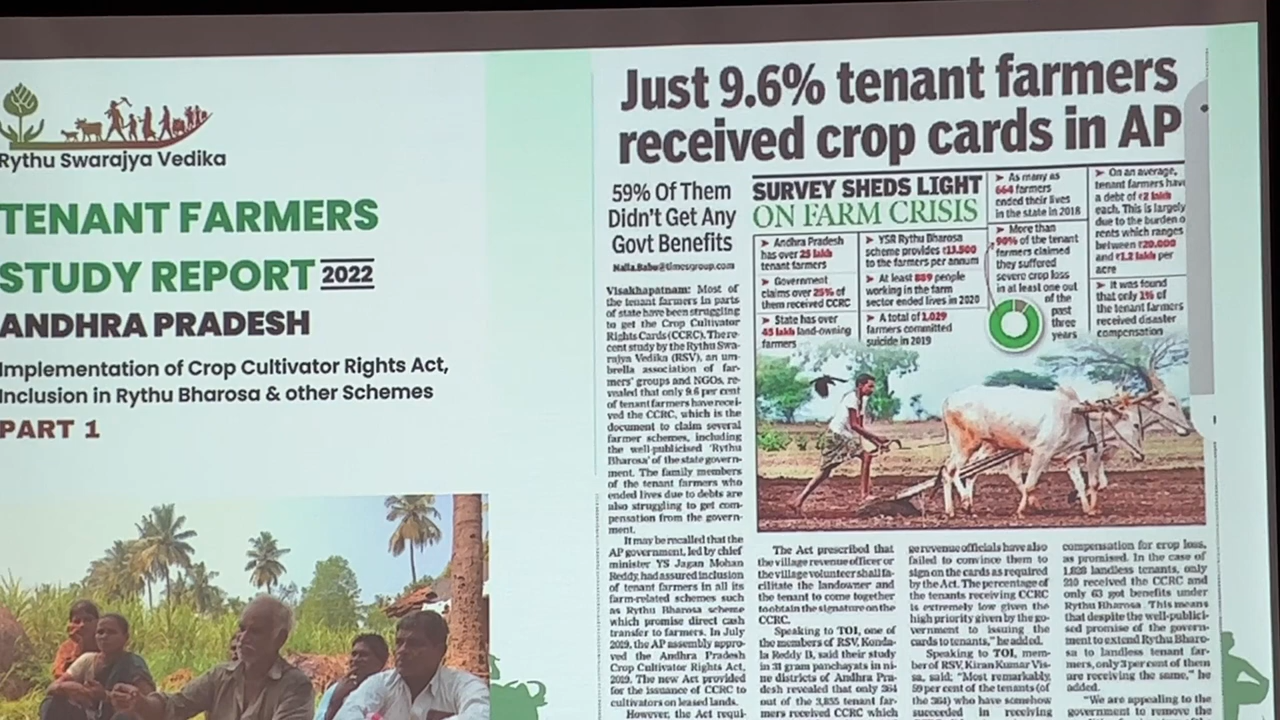 Rythu Swarajya Vedika
TENANT FARMERS
STUDY REPORT 2022
ANDHRA PRADESH
Implementation of Crop Cultivator Rights Act,
Inclusion in Rythu Bharosa & other Schemes
PART 1
Just 9.6% tenant farmers
received crop cards in AP
59% Of Them
Didn't Get Any
Govt Benefits
Nalla.Babu@timesgroup.com
SURVEY SHEDS LIGHT
ON FARM CRISIS
➤ Andhra Pradesh
has over 25 lakh
tenant farmers
➤ Government
claims over 25% of
them received CCRC
➤ State has over
45 lakh land-owning
farmers
➤ YSR Rythu Bharosa
scheme provides ₹13,500
to the farmers per annum
➤ At least 889 people
working in the farm
sector ended lives in 2020
➤ A total of 1,029
farmers committed
suicide in 2019
➤ As many as
664 farmers
ended their lives
in the state in 2018
➤ More than
90% of the tenant
farmers claimed
they suffered
severe crop loss
in at least one out
of the
past
three
years
➤ On an average,
tenant farmers have
a debt of ₹2 lakh
each. This is largely
due to the burden o
rents which ranges
between ₹20,000
and ₹1.2 lakh per
acre
➤ It was found
that only 1% of
the tenant farmers
received disaster
compensation
Visakhapatnam: Most of
the tenant farmers in parts
of state have been struggling
to get the Crop Cultivator
Rights Cards (CCRC). The re-
cent study by the Rythu Swa-
rajya Vedika (RSV), an um-
brella association of far-
mers' groups and NGOs, re-
vealed that only 9.6 per cent
of tenant farmers have recei-
ved the CCRC, which is the
document to claim several
farmer schemes, including
the well-publicised 'Rythu
Bharosa' of the state govern-
ment. The family members
of the tenant farmers who
ended lives due to debts are
also struggling to get com-
pensation from the govern-
ment.
It may be recalled that the
AP government, led by chief
minister YS Jagan Mohan
Reddy, had assured inclusion
of tenant farmers in all its
farm-related schemes such
as Rythu Bharosa scheme
which promise direct cash
transfer to farmers. In July
2019, the AP assembly appro-
ved the Andhra Pradesh
Crop Cultivator Rights Act,
2019. The new Act provided
for the issuance of CCRC to
cultivators on leased lands.
However, the Act requi-
The Act prescribed that
the village revenue officer or
the village volunteer shall fa-
cilitate the landowner and
the tenant to come together
to obtain the signature on the
CCRC.
Speaking to TOI, one of
the members of RSV, Konda-
la Reddy D, said their study
in 31 gram panchayats in ni-
ne districts of Andhra Pra-
desh revealed that only 364
out of the 3,855 tenant far-
mers received CCRC which
ge revenue officials have also
failed to convince them to
sign on the cards as required
by the Act. The percentage of
the tenants receiving CCRC
is extremely low given the
high priority given by the go-
vernment to issuing the
cards to tenants," he added.
Speaking to TOI, mem-
ber of RSV, Kiran Kumar Vis-
sa, said: "Most remarkably,
59 per cent of the tenants (of
the 364) who have somehow
succeeded in receiving
compensation for crop loss,
as promised. In the case of
landless tenants, only
210 received the CCRC and
only 63 got benefits under
Rythu Bharosa. This means
that despite the well-publici-
sed promise of the govern-
ment to extend Rythu Bharo-
sa to landless tenant far-
mers, only 3 per cent of them
are receiving the same," he
added.
"We are appealing to the
government to remove the